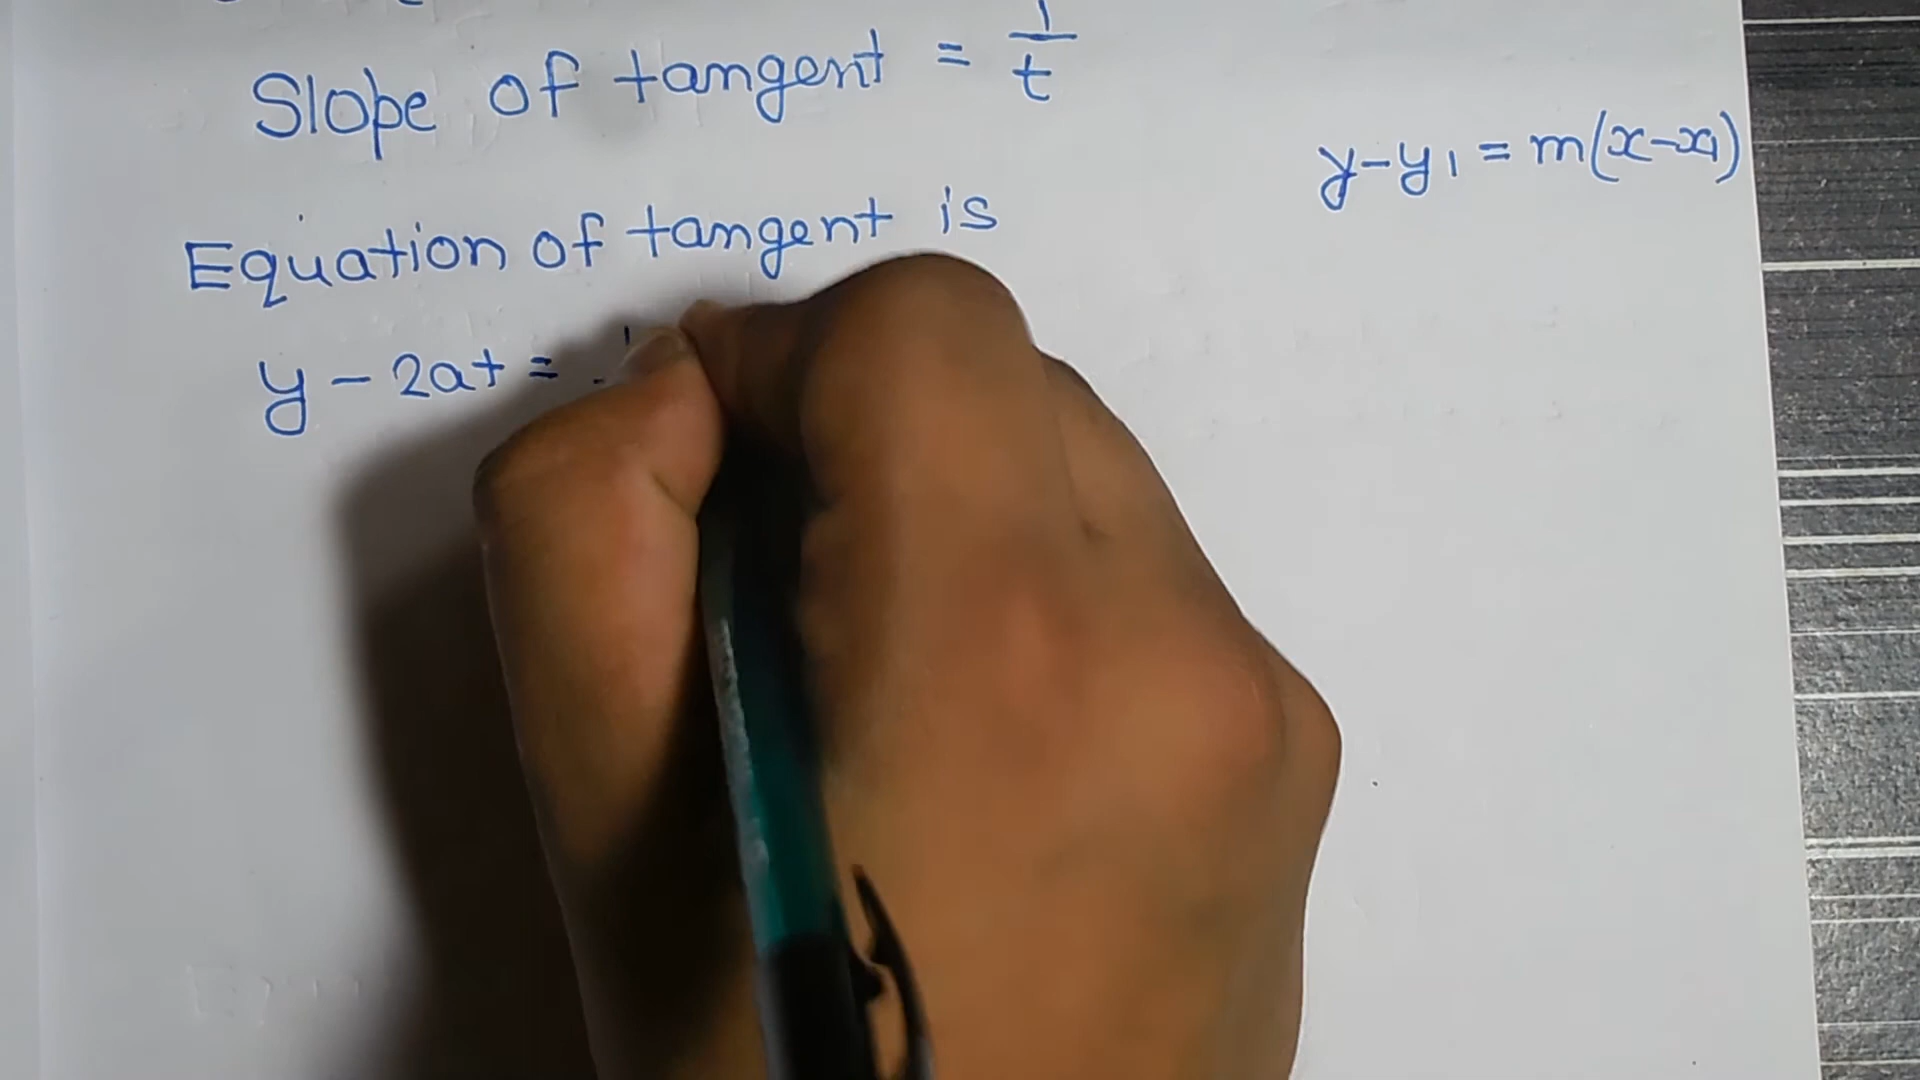 Slope of tangent = 1/t
y-y1 = m(x-x1)
Equation of tangent is
y - 2at =